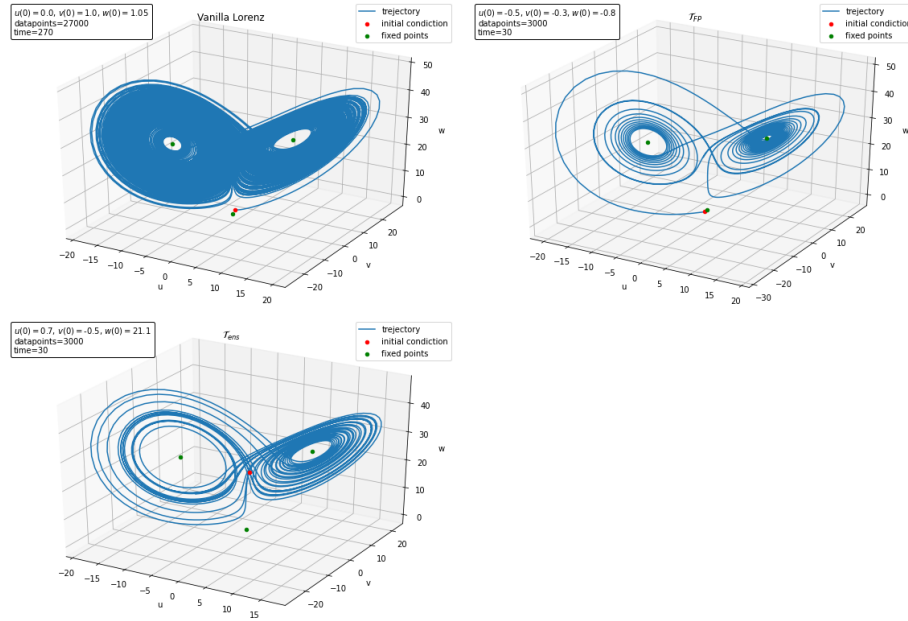 u(0) = 0.0, v(0) = 1.0, w(0) = 1.05
datapoints=27000
time=270
Vanilla Lorenz
trejectory
initial condiction
fixed points
50
40
30
20
10
0
w
−20
−15
−10
−5
0
5
10
15
20
u
−20
−10
0
10
20
v
u(0) = -0.5, v(0) = -0.3, w(0) = -0.8
datapoints=3000
time=30
𝒯FP
trejectory
initial condiction
fixed points
50
40
30
20
10
0
w
−20
−15
−10
−5
0
5
10
15
20
u
−30
−20
−10
0
10
20
v
u(0) = 0.7, v(0) = -0.5, w(0) = 21.1
datapoints=3000
time=30
𝒯ens
trejectory
initial condiction
fixed points
40
30
20
10
0
w
−20
−15
−10
−5
0
5
10
15
u
−20
−10
0
10
20
v